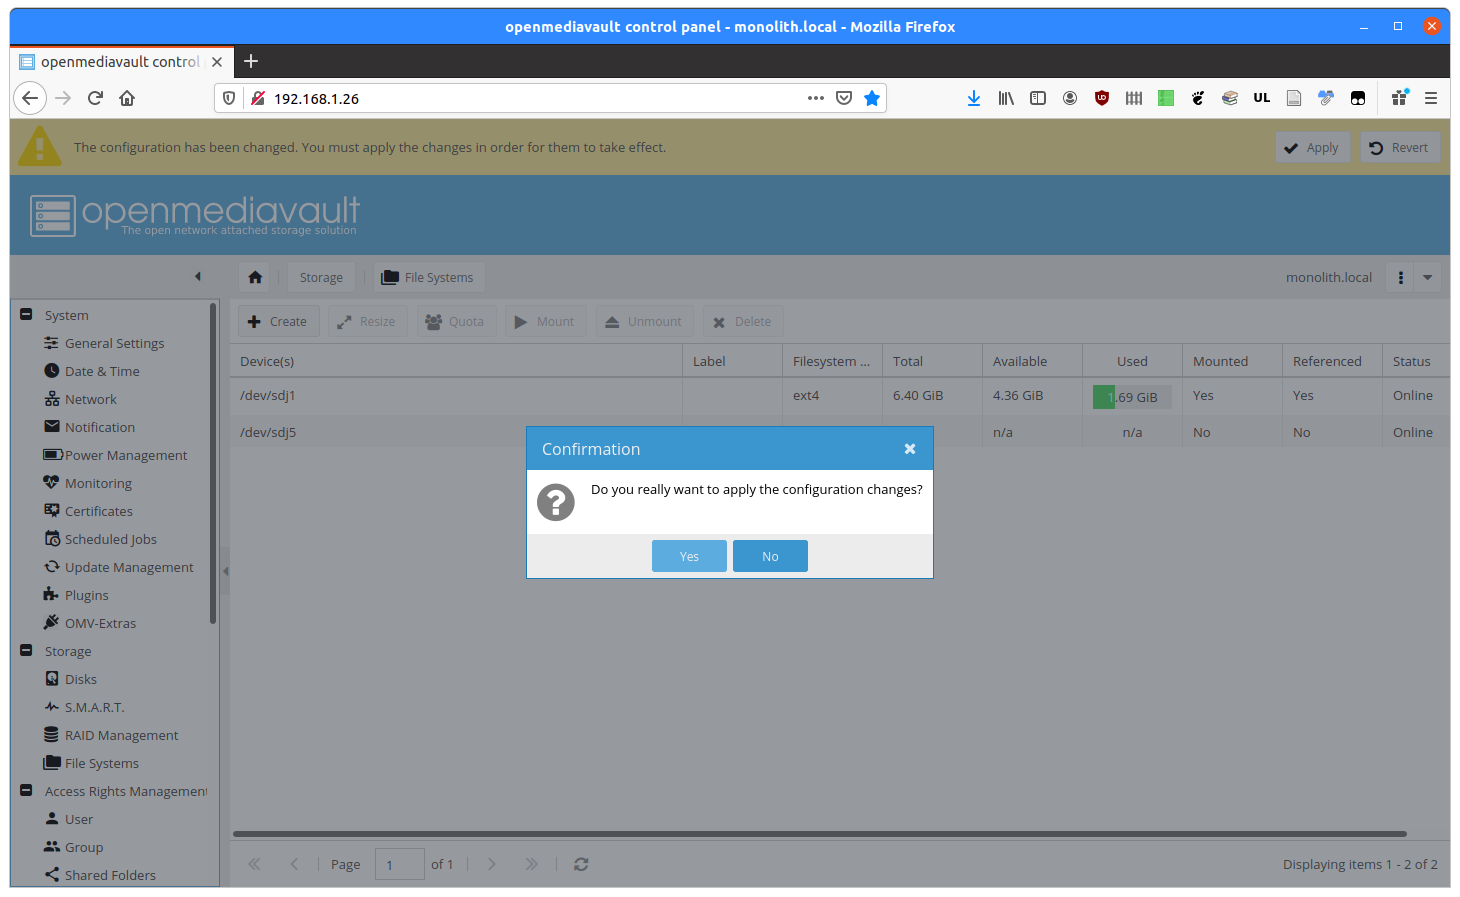 openmediavault control panel - monolith.local - Mozilla Firefox
openmediavault control
192.168.1.26
UL
The configuration has been changed. You must apply the changes in order for them to take effect.
Apply
Revert
openmediavault
The open network attached storage solution
Storage
File Systems
monolith.local
System
General Settings
Date & Time
Network
Notification
Power Management
Monitoring
Certificates
Scheduled Jobs
Update Management
Plugins
OMV-Extras
Storage
Disks
S.M.A.R.T.
RAID Management
File Systems
Access Rights Management
User
Group
Shared Folders
Create Resize Quota Mount Unmount Delete
Device(s) Label Filesystem ... Total Available Used Mounted Referenced Status
/dev/sdj1 ext4 6.40 GiB 4.36 GiB 1.69 GiB Yes Yes Online
/dev/sdj5 n/a n/a No No Online
Confirmation
Do you really want to apply the configuration changes?
Yes No
Page 1 of 1
Displaying items 1 - 2 of 2